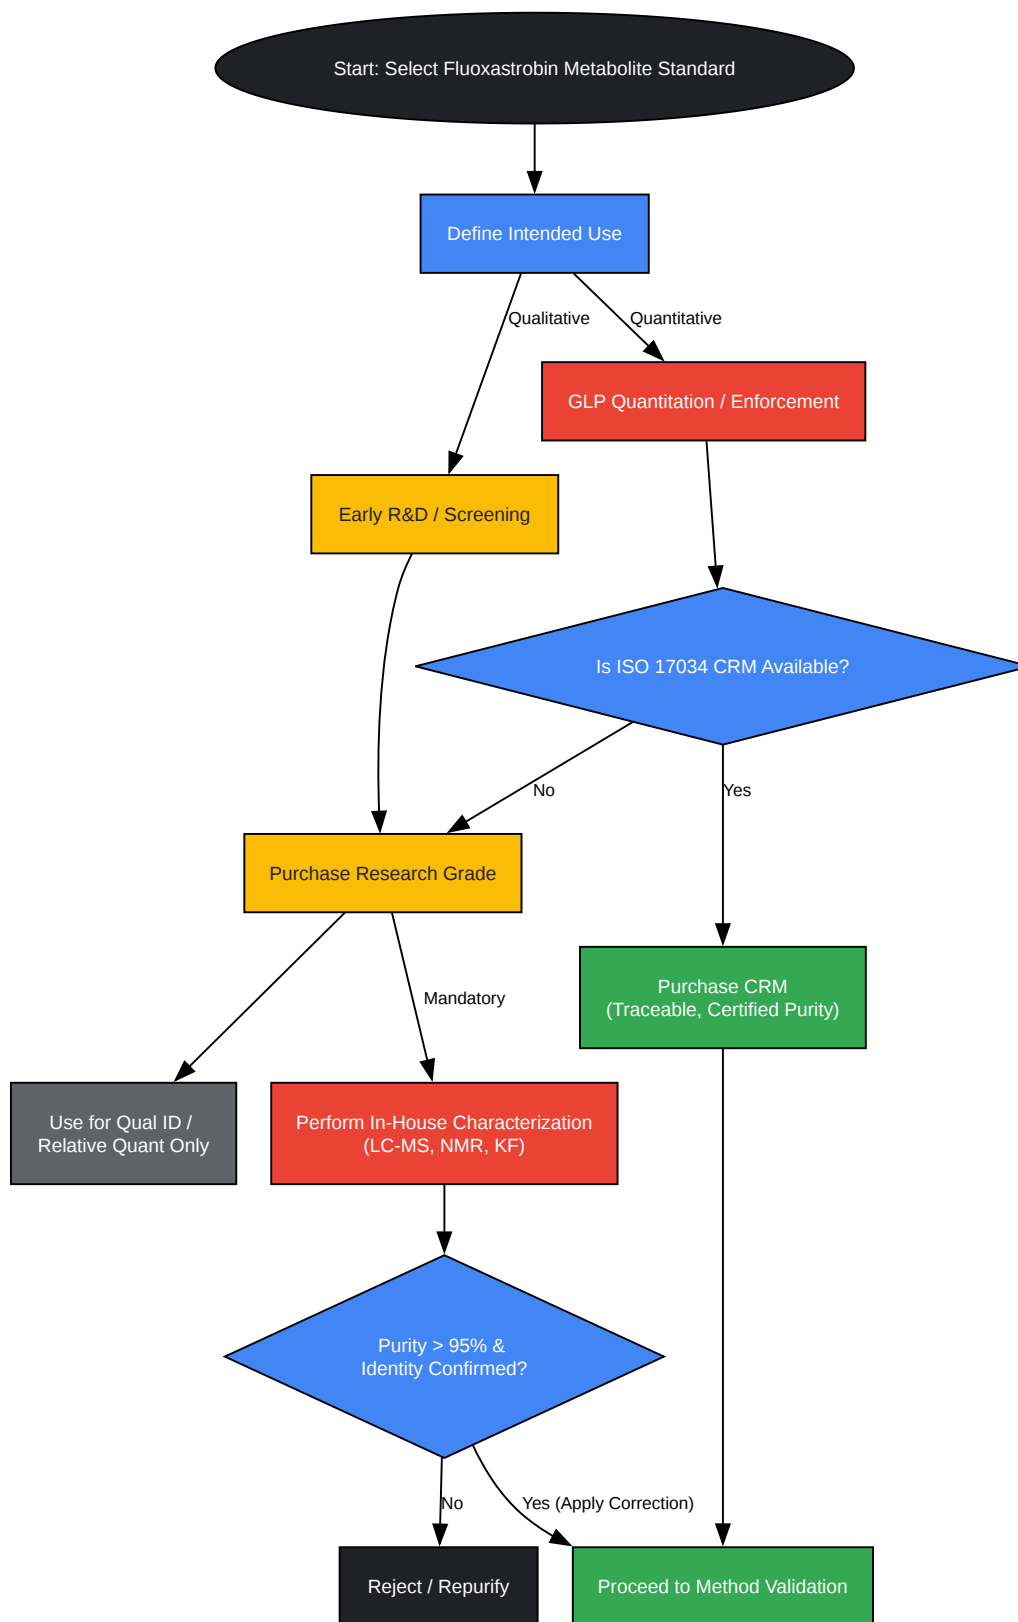 Start: Select Fluoxastrobin Metabolite Standard
Define Intended Use
Qualitative
Quantitative
GLP Quantitation / Enforcement
Early R&D / Screening
Is ISO 17034 CRM Available?
No
Yes
Purchase Research Grade
Purchase CRM
(Traceable, Certified Purity)
Mandatory
Use for Qual ID /
Relative Quant Only
Perform In-House Characterization
(LC-MS, NMR, KF)
Purity > 95% &
Identity Confirmed?
No
Yes (Apply Correction)
Reject / Repurify
Proceed to Method Validation